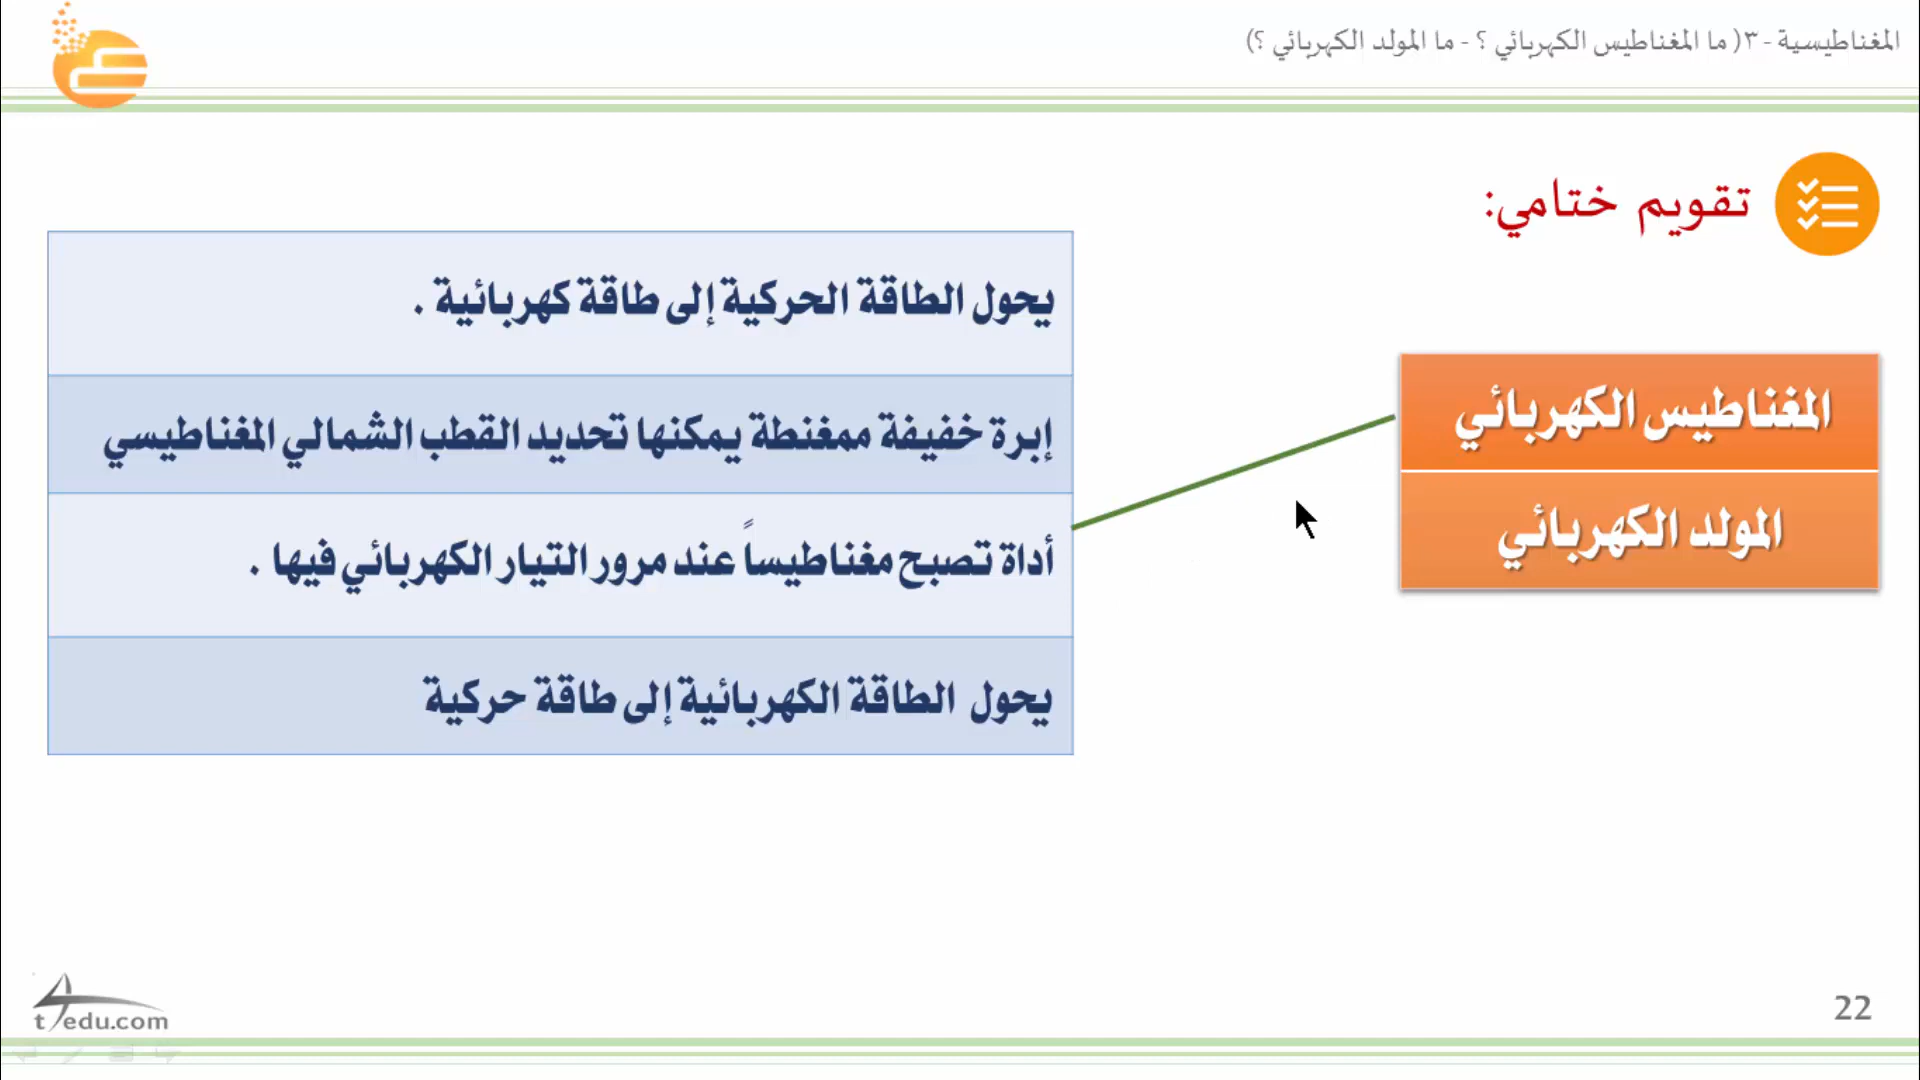 المغناطيسية - ٣( ما المغناطيس الكهربائي ؟ - ما المولد الكهربائي ؟)
تقويم ختامي:
المغناطيس الكهربائي
المولد الكهربائي
يحول الطاقة الحركية إلى طاقة كهربائية .
إبرة خفيفة ممغنطة يمكنها تحديد القطب الشمالي المغناطيسي
أداة تصبح مغناطيساً عند مرور التيار الكهربائي فيها .
يحول الطاقة الكهربائية إلى طاقة حركية
t4edu.com
22